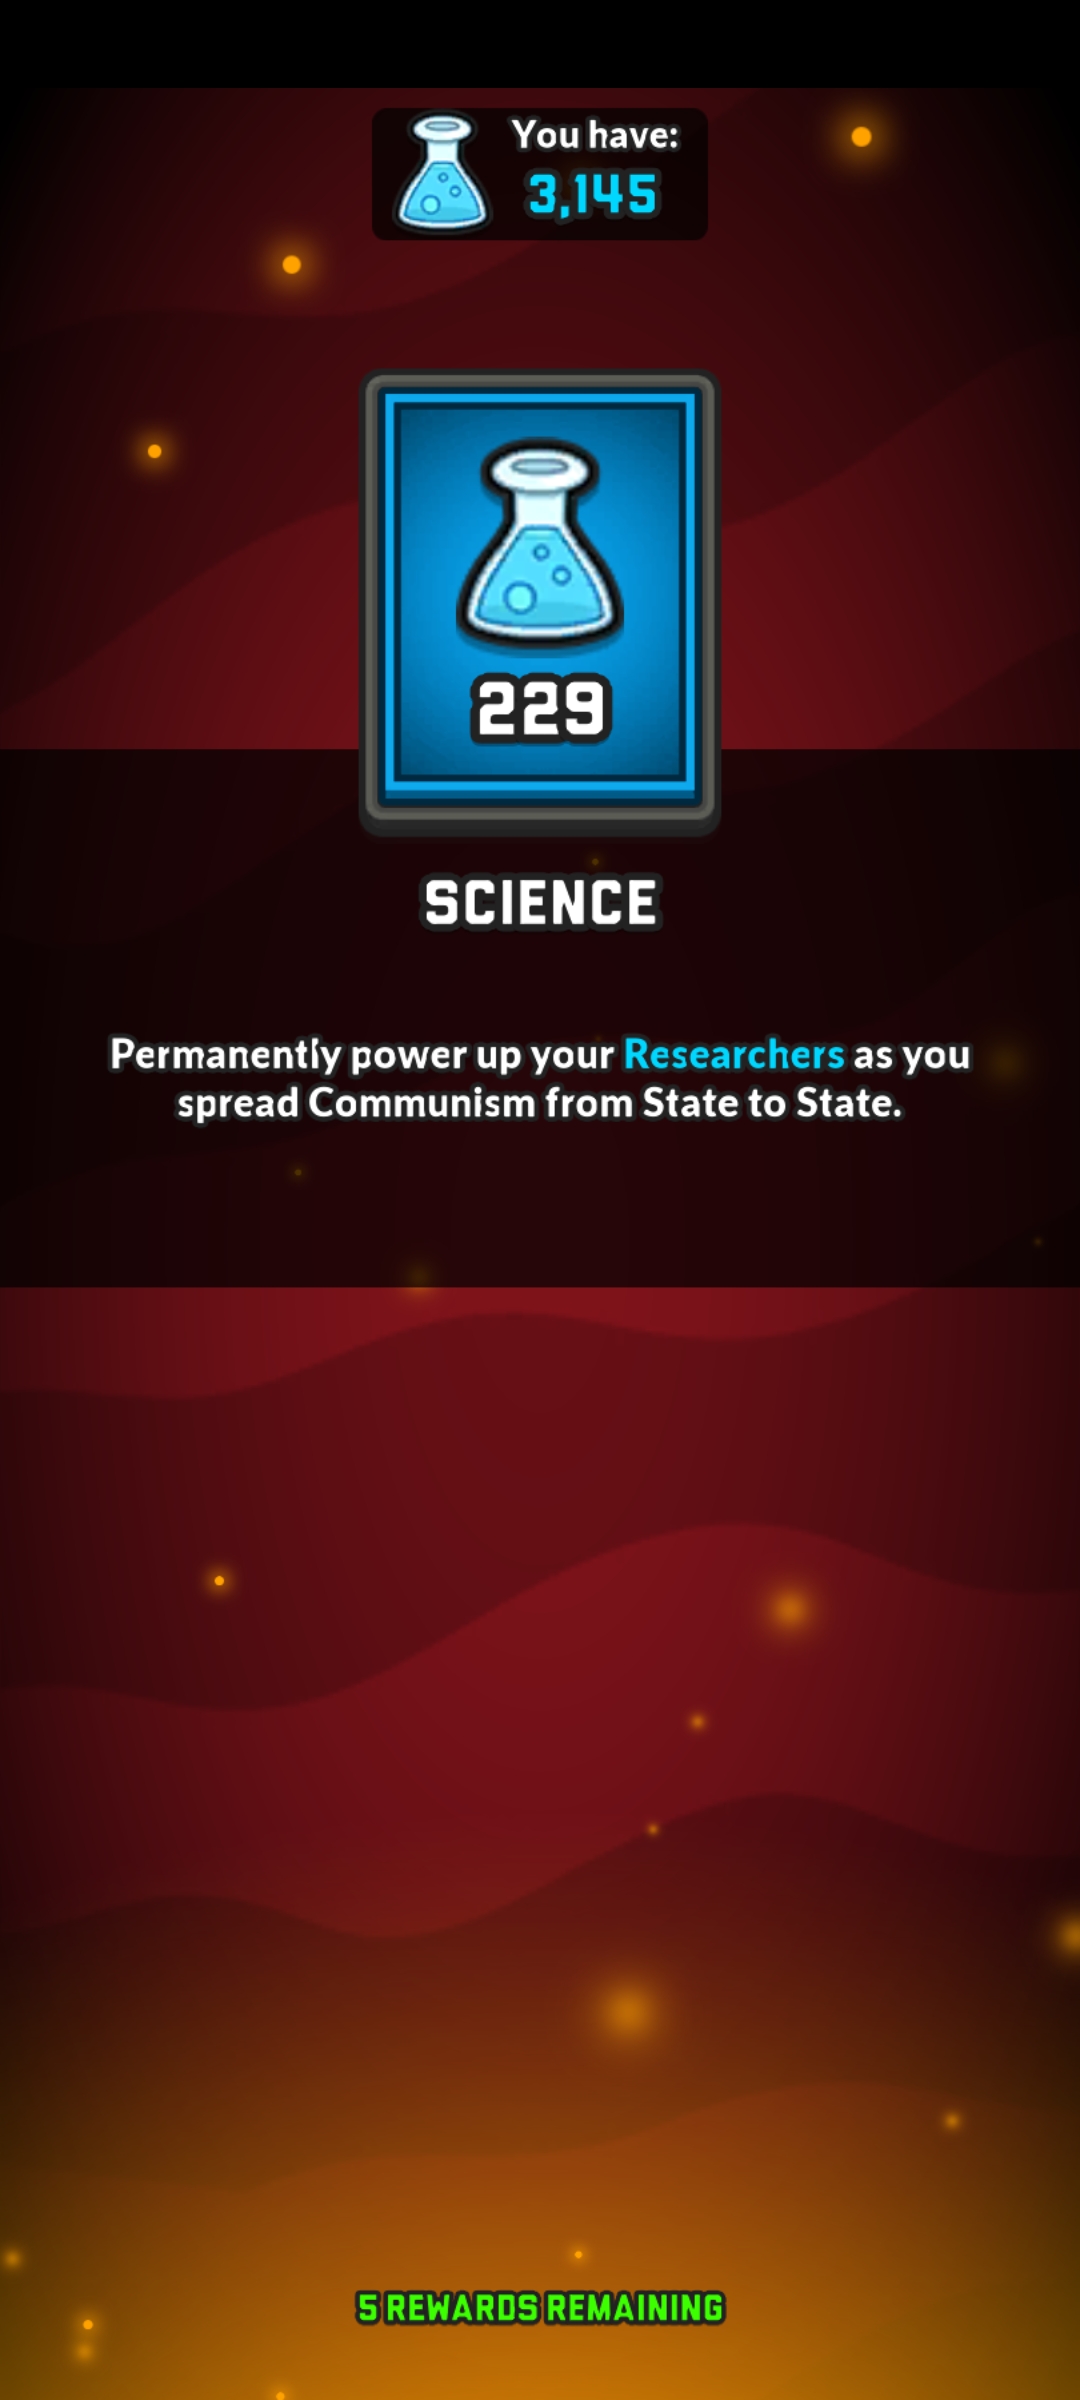 You have:
3,145
229
SCIENCE
Permanently power up your Researchers as you
spread Communism from State to State.
5 REWARDS REMAINING